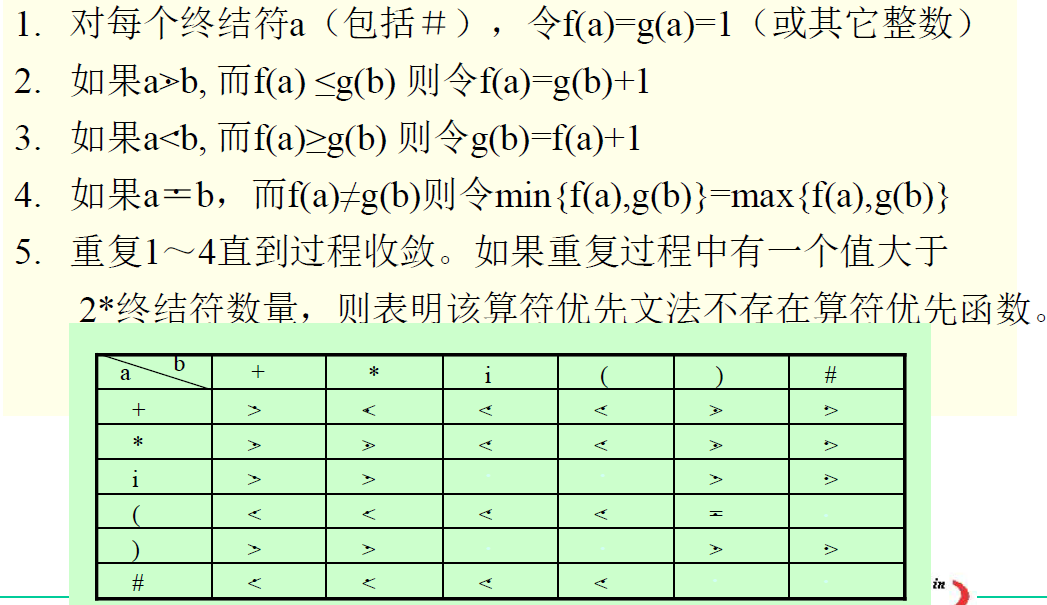 1. 对每个终结符a（包括＃），令f(a)=g(a)=1（或其它整数）
2. 如果a⋗b, 而f(a) ≤g(b) 则令f(a)=g(b)+1
3. 如果a⋖b, 而f(a)≥g(b) 则令g(b)=f(a)+1
4. 如果a≐b，而f(a)≠g(b)则令min{f(a),g(b)}=max{f(a),g(b)}
5. 重复1～4直到过程收敛。如果重复过程中有一个值大于
2*终结符数量，则表明该算符优先文法不存在算符优先函数。
a b + * i ( ) #
+ ⋗ ⋖ ⋖ ⋖ ⋗ ⋗
* ⋗ ⋗ ⋖ ⋖ ⋗ ⋗
i ⋗ ⋗ ⋗ ⋗
( ⋖ ⋖ ⋖ ⋖ ≐
) ⋗ ⋗ ⋗ ⋗
# ⋖ ⋖ ⋖ ⋖
in